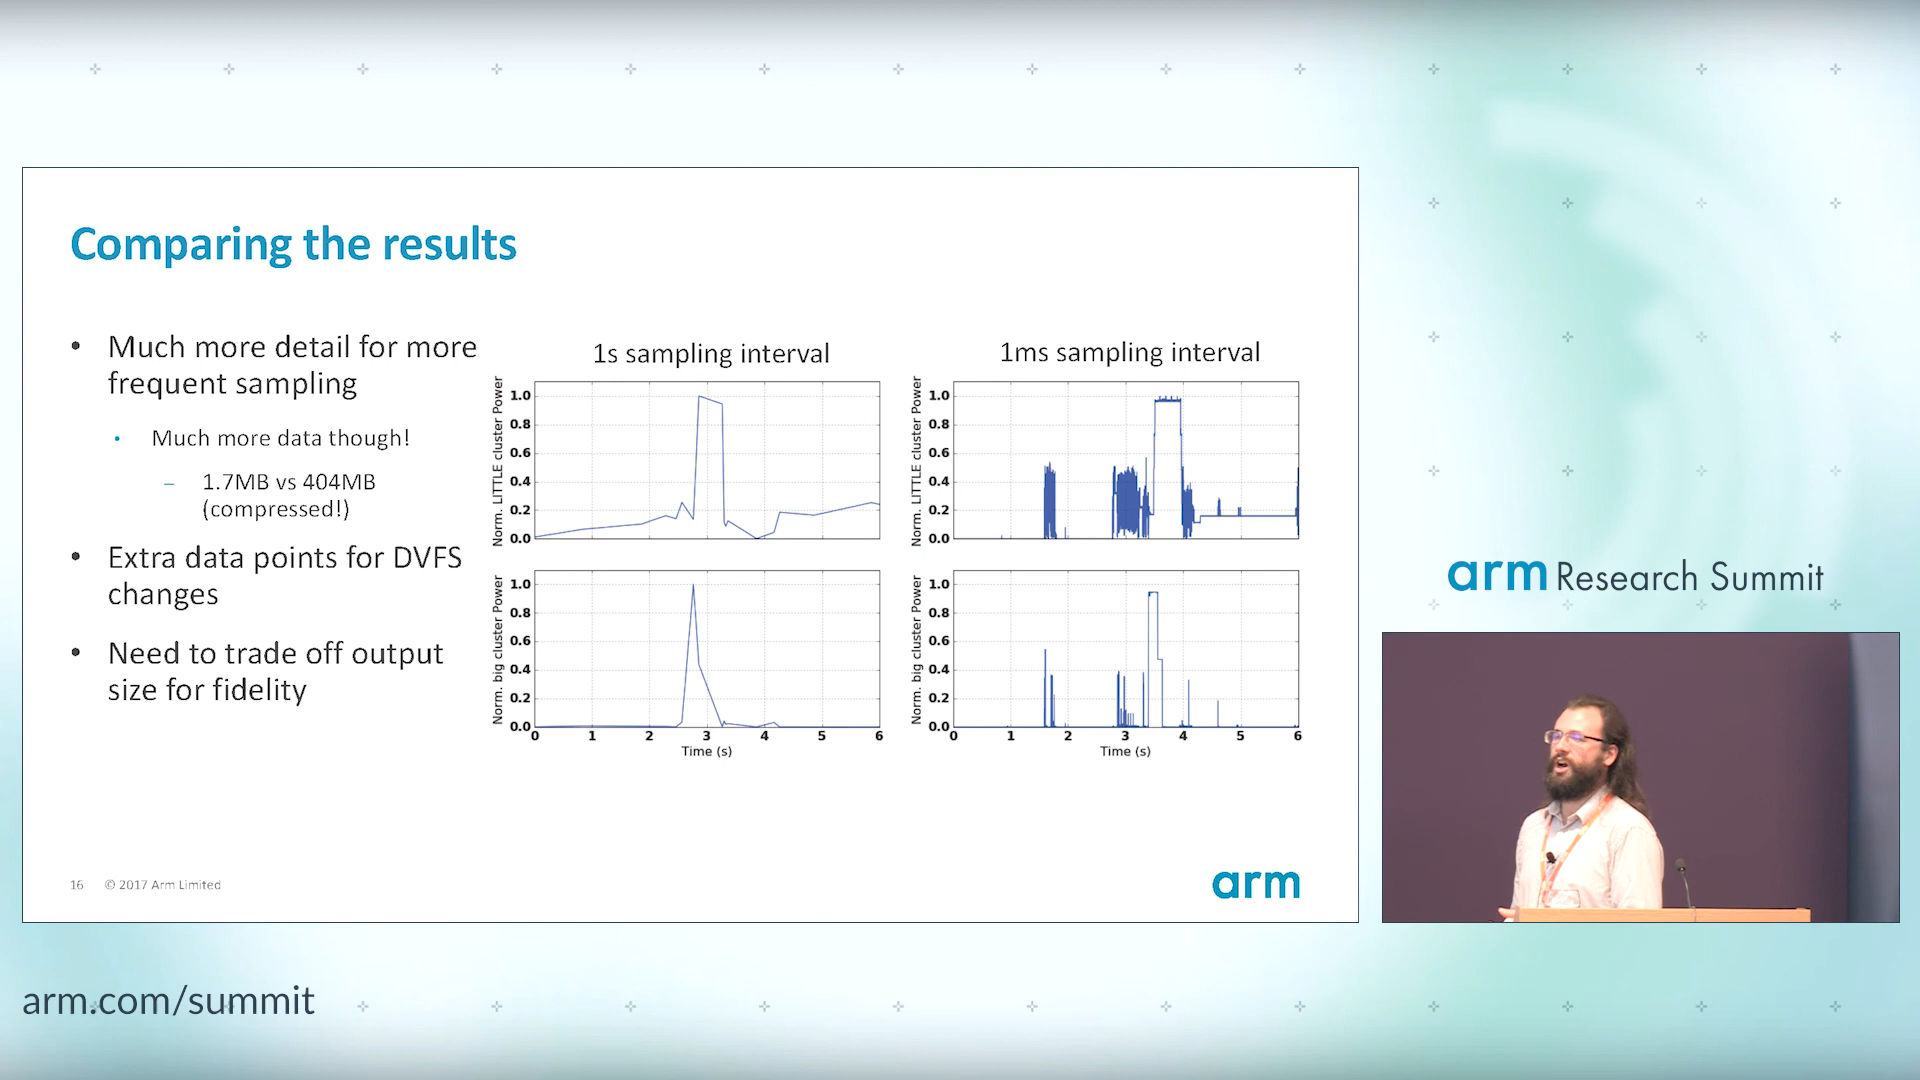 Comparing the results
• Much more detail for more
frequent sampling
• Much more data though!
– 1.7MB vs 404MB
(compressed!)
• Extra data points for DVFS
changes
• Need to trade off output
size for fidelity
1s sampling interval
Norm. LITTLE cluster Power
1.0
0.8
0.6
0.4
0.2
0.0
Norm. big cluster Power
1.0
0.8
0.6
0.4
0.2
0.0
0 1 2 3 4 5 6
Time (s)
1ms sampling interval
Norm. LITTLE cluster Power
1.0
0.8
0.6
0.4
0.2
0.0
Norm. big cluster Power
1.0
0.8
0.6
0.4
0.2
0.0
0 1 2 3 4 5 6
Time (s)
16 © 2017 Arm Limited
arm
arm Research Summit
arm.com/summit